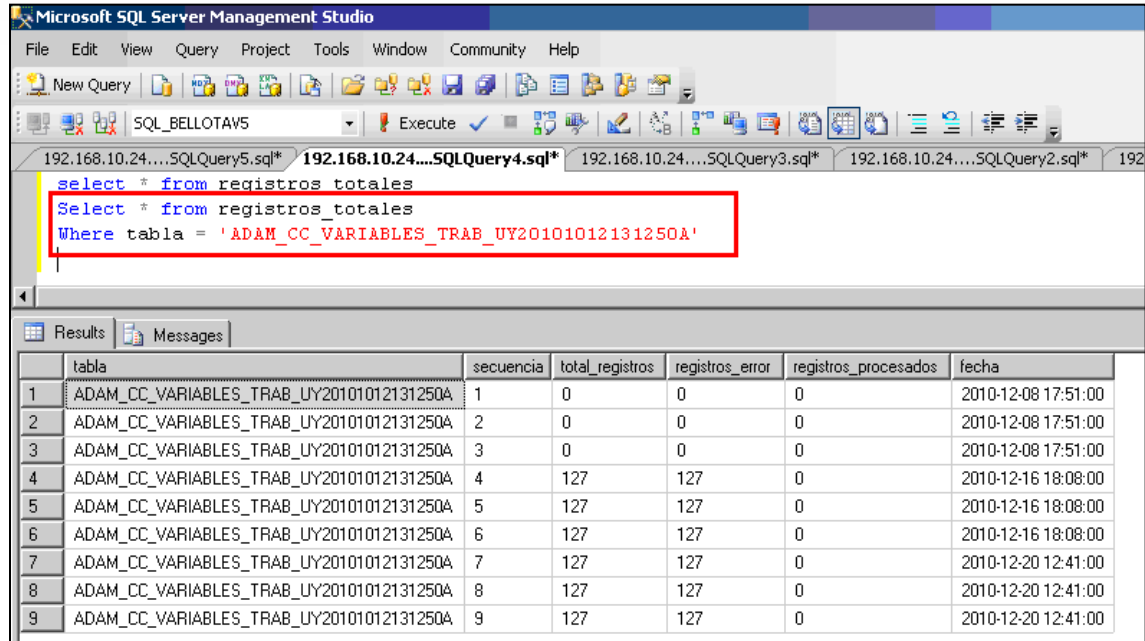 Microsoft SQL Server Management Studio
File Edit View Query Project Tools Window Community Help
New Query
SQL_BELLOTAV5 Execute
192.168.10.24....SQLQuery5.sql* 192.168.10.24....SQLQuery4.sql* 192.168.10.24....SQLQuery3.sql* 192.168.10.24....SQLQuery2.sql* 192
select * from registros_totales
Select * from registros_totales
Where tabla = 'ADAM_CC_VARIABLES_TRAB_UY20101012131250A'
Results Messages
tabla secuencia total_registros registros_error registros_procesados fecha
1 ADAM_CC_VARIABLES_TRAB_UY20101012131250A 1 0 0 0 2010-12-08 17:51:00
2 ADAM_CC_VARIABLES_TRAB_UY20101012131250A 2 0 0 0 2010-12-08 17:51:00
3 ADAM_CC_VARIABLES_TRAB_UY20101012131250A 3 0 0 0 2010-12-08 17:51:00
4 ADAM_CC_VARIABLES_TRAB_UY20101012131250A 4 127 127 0 2010-12-16 18:08:00
5 ADAM_CC_VARIABLES_TRAB_UY20101012131250A 5 127 127 0 2010-12-16 18:08:00
6 ADAM_CC_VARIABLES_TRAB_UY20101012131250A 6 127 127 0 2010-12-16 18:08:00
7 ADAM_CC_VARIABLES_TRAB_UY20101012131250A 7 127 127 0 2010-12-20 12:41:00
8 ADAM_CC_VARIABLES_TRAB_UY20101012131250A 8 127 127 0 2010-12-20 12:41:00
9 ADAM_CC_VARIABLES_TRAB_UY20101012131250A 9 127 127 0 2010-12-20 12:41:00